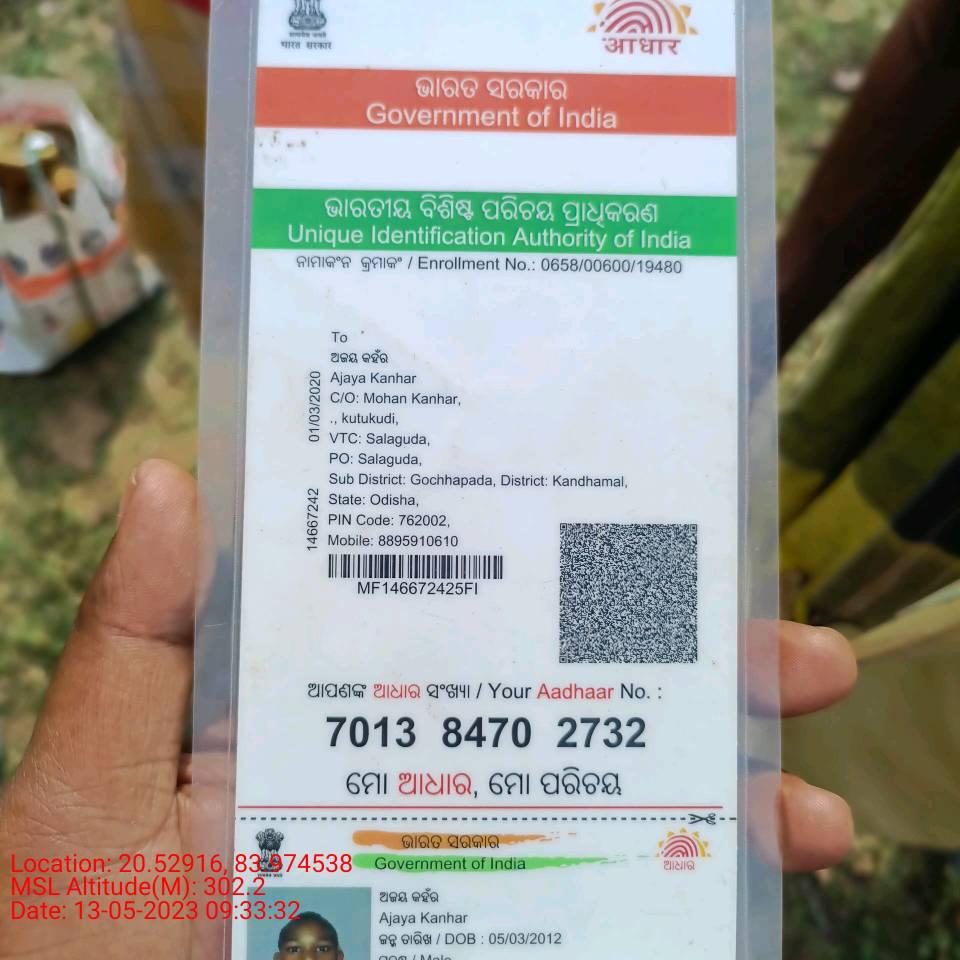 सत्यमेव जयते
भारत सरकार
आधार
ଭାରତ ସରକାର
Government of India
ଭାରତୀୟ ବିଶିଷ୍ଟ ପରିଚୟ ପ୍ରାଧିକରଣ
Unique Identification Authority of India
ନାମାକଂନ କ୍ରମାକଂ / Enrollment No.: 0658/00600/19480
To
ଅଜୟ କହଁର
Ajaya Kanhar
C/O: Mohan Kanhar,
., kutukudi,
VTC: Salaguda,
PO: Salaguda,
Sub District: Gochhapada, District: Kandhamal,
State: Odisha,
PIN Code: 762002,
Mobile: 8895910610
01/03/2020
14667242
MF146672425FI
ଆପଣଙ୍କ ଆଧାର ସଂଖ୍ୟା / Your Aadhaar No. :
7013 8470 2732
ମୋ ଆଧାର, ମୋ ପରିଚୟ
ଭାରତ ସରକାର
Government of India
ଆଧାର
ଅଜୟ କହଁର
Ajaya Kanhar
ଜନ୍ମ ତାରିଖ / DOB : 05/03/2012
ପୁରୁଷ / Male
Location: 20.52916, 83.974538
MSL Altitude(M): 302.2
Date: 13-05-2023 09:33:32